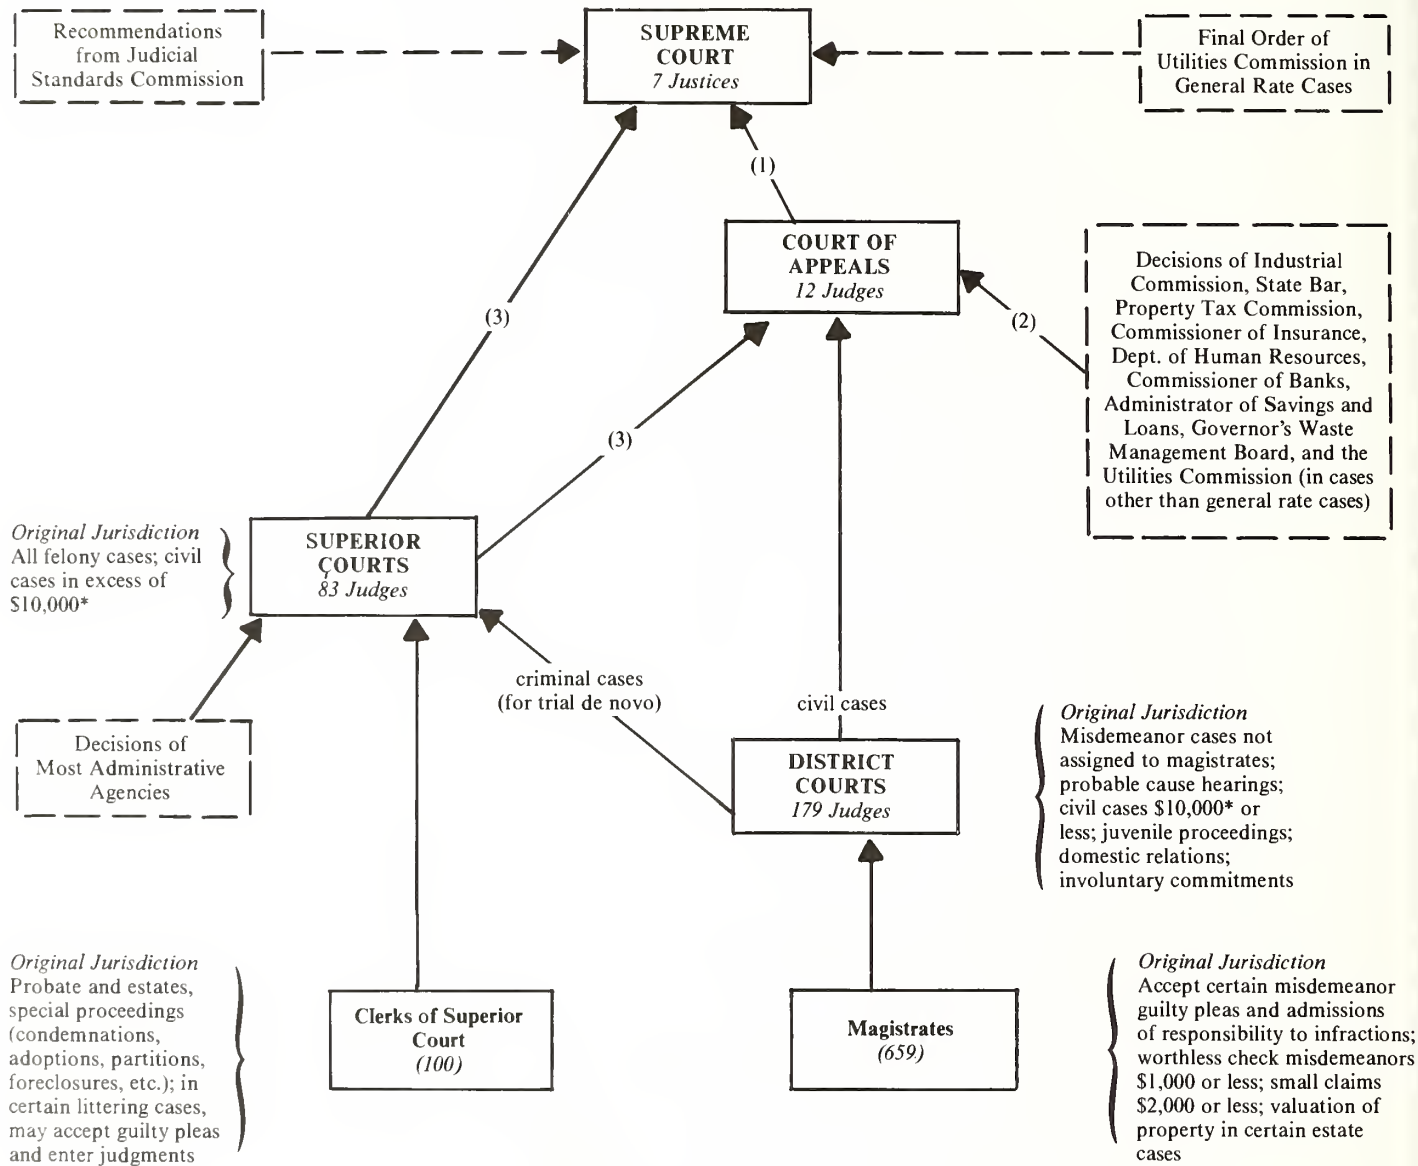 Recommendations
from Judicial
Standards Commission
SUPREME
COURT
7 Justices
Final Order of
Utilities Commission in
General Rate Cases
(1)
COURT OF
APPEALS
12 Judges
(2)
Decisions of Industrial
Commission, State Bar,
Property Tax Commission,
Commissioner of Insurance,
Dept. of Human Resources,
Commissioner of Banks,
Administrator of Savings and
Loans, Governor's Waste
Management Board, and the
Utilities Commission (in cases
other than general rate cases)
(3)
(3)
Original Jurisdiction
All felony cases; civil
cases in excess of
$10,000*
SUPERIOR
COURTS
83 Judges
criminal cases
(for trial de novo)
civil cases
Decisions of
Most Administrative
Agencies
DISTRICT
COURTS
179 Judges
Original Jurisdiction
Misdemeanor cases not
assigned to magistrates;
probable cause hearings;
civil cases $10,000* or
less; juvenile proceedings;
domestic relations;
involuntary commitments
Original Jurisdiction
Probate and estates,
special proceedings
(condemnations,
adoptions, partitions,
foreclosures, etc.); in
certain littering cases,
may accept guilty pleas
and enter judgments
Clerks of Superior
Court
(100)
Magistrates
(659)
Original Jurisdiction
Accept certain misdemeanor
guilty pleas and admissions
of responsibility to infractions;
worthless check misdemeanors
$1,000 or less; small claims
$2,000 or less; valuation of
property in certain estate
cases